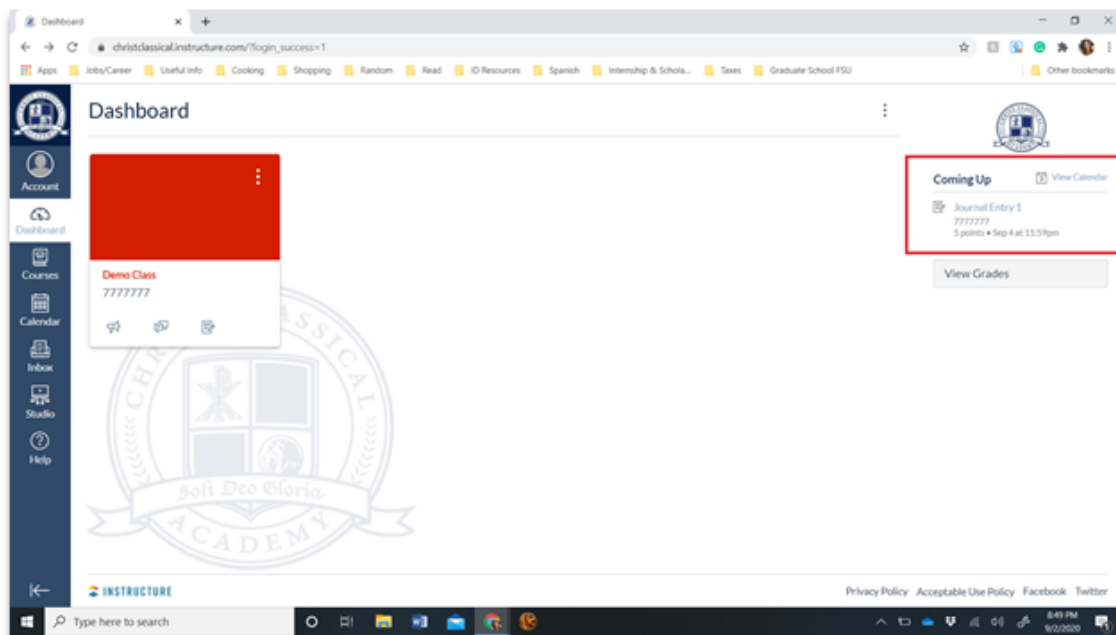 Dashboard
christclassical.instructure.com/?login_success=1
Apps Jobs/Career Useful Info Cooking Shopping Random Read ID Resources Spanish Internship & Schola... Taxes Graduate School FSU Other bookmarks
Dashboard
Account
Dashboard
Courses
Calendar
Inbox
Studio
Help
Demo Class
7777777
CHRIST CLASSICAL
Soli Deo Gloria
ACADEMY
Coming Up View Calendar
Journal Entry 1
7777777
5 points • Sep 4 at 11:59pm
View Grades
INSTRUCTURE
Privacy Policy Acceptable Use Policy Facebook Twitter
Type here to search
8:49 PM
9/2/2020